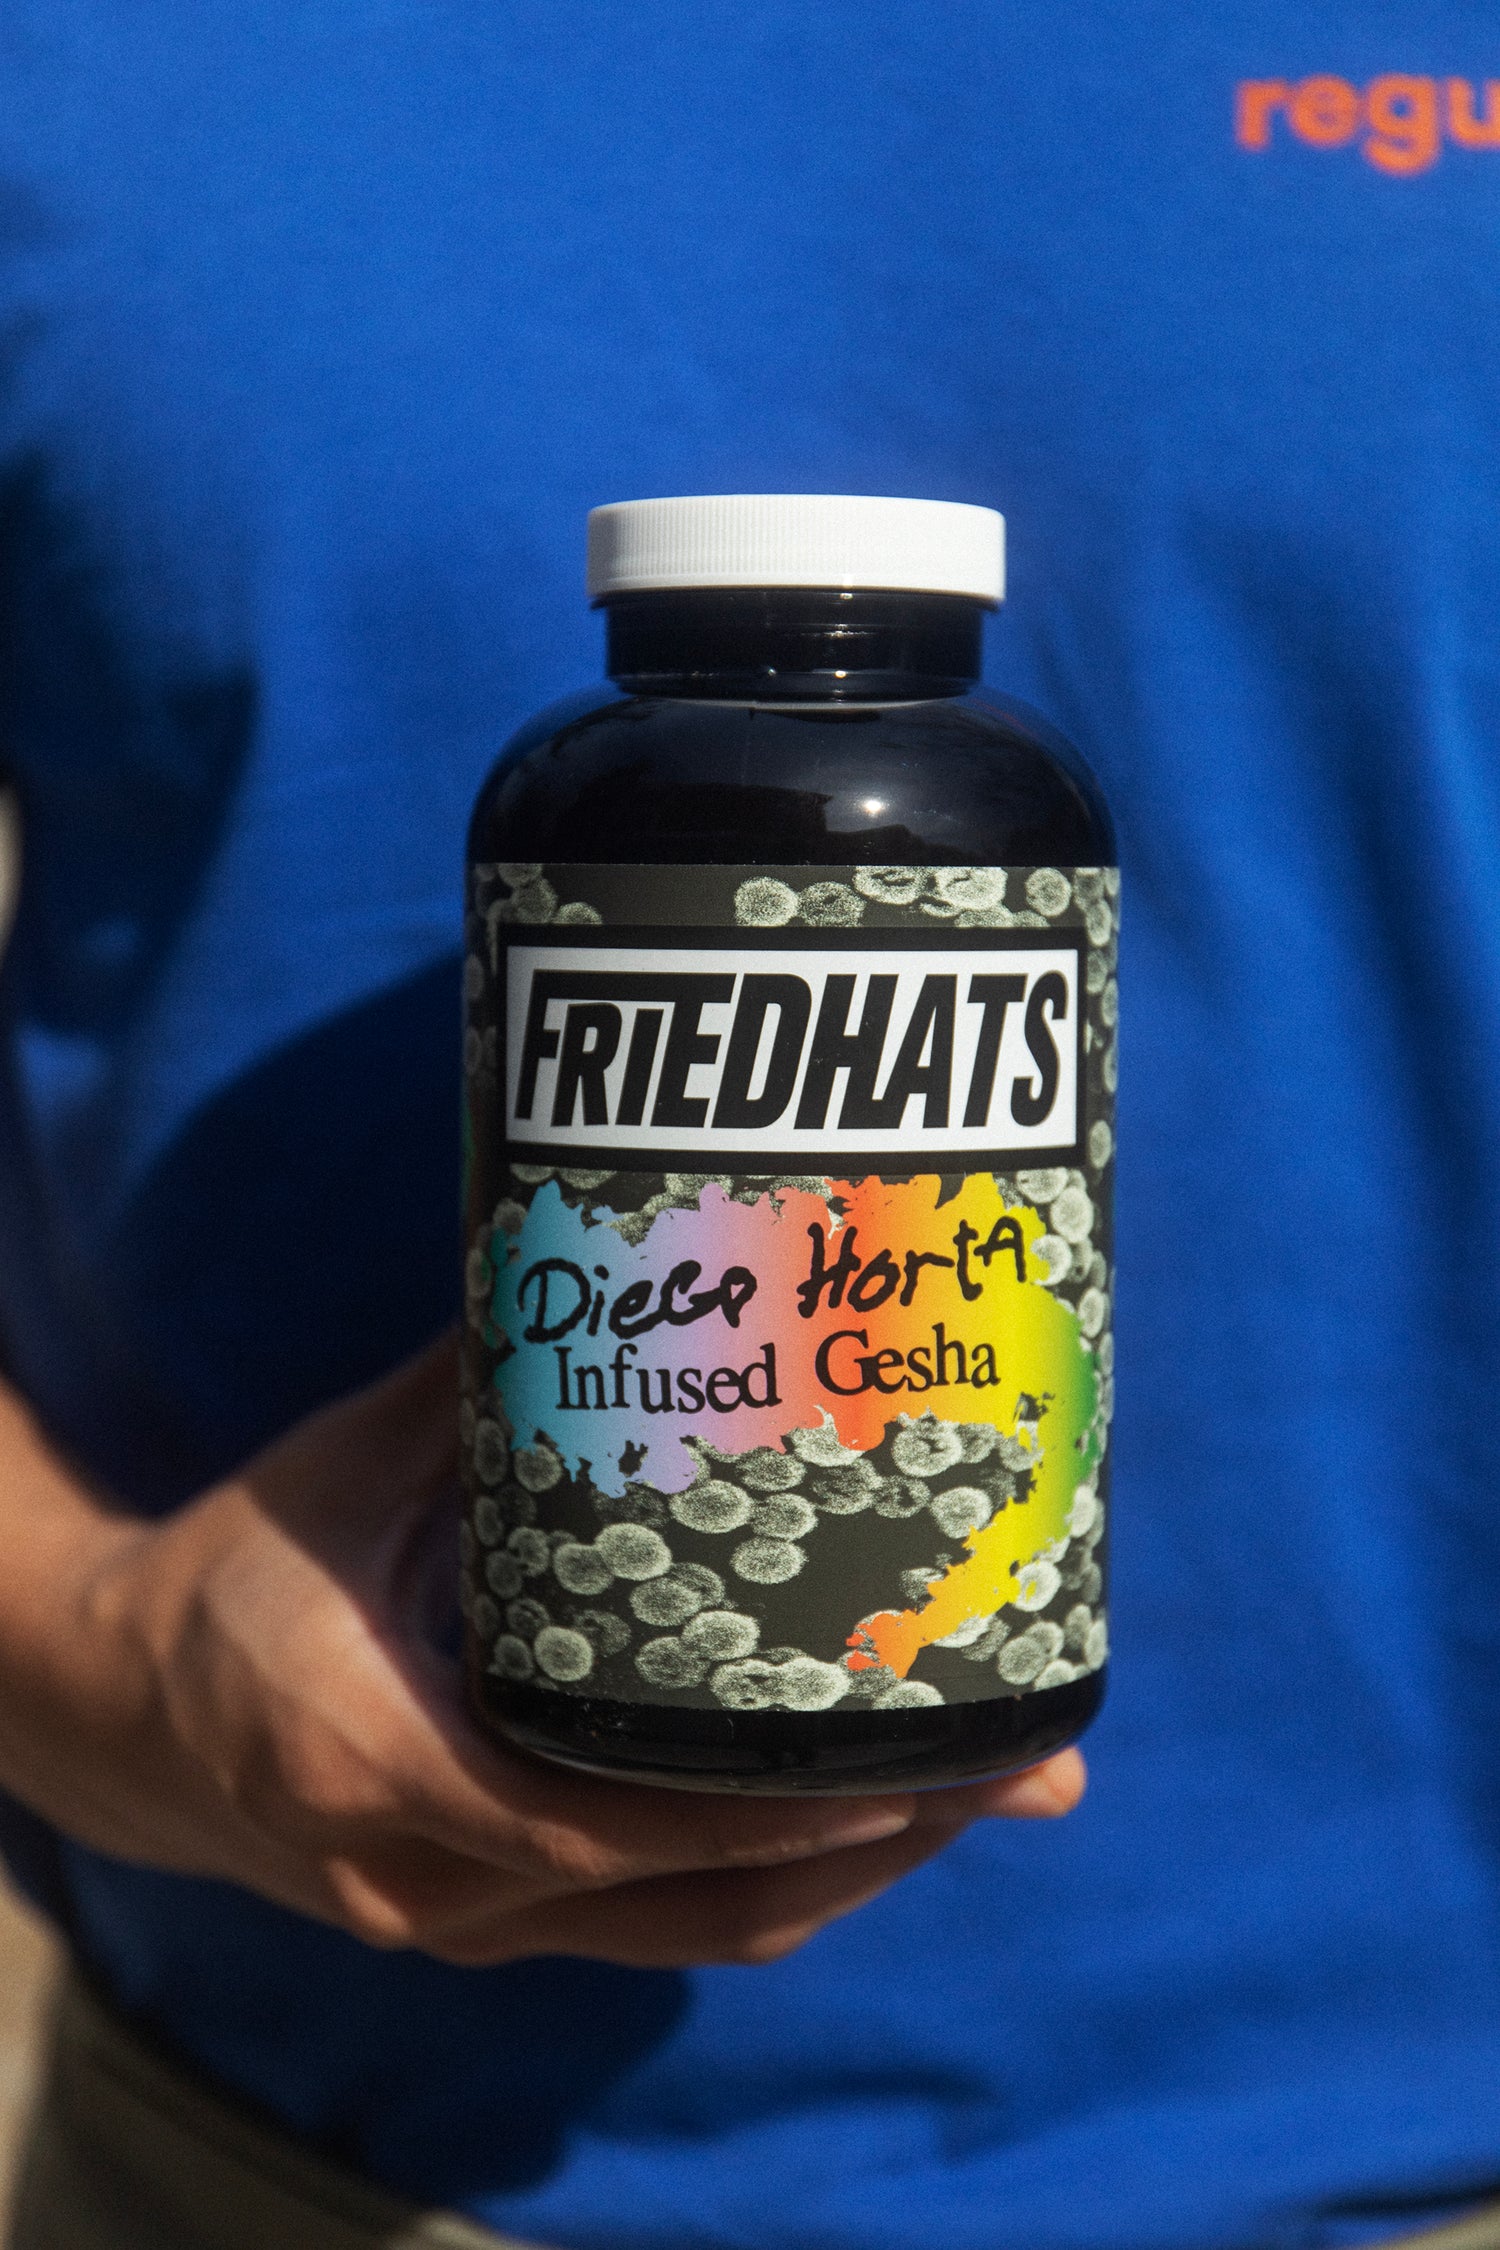 regu
FRIEDHATS
Diego HortA
Infused Gesha